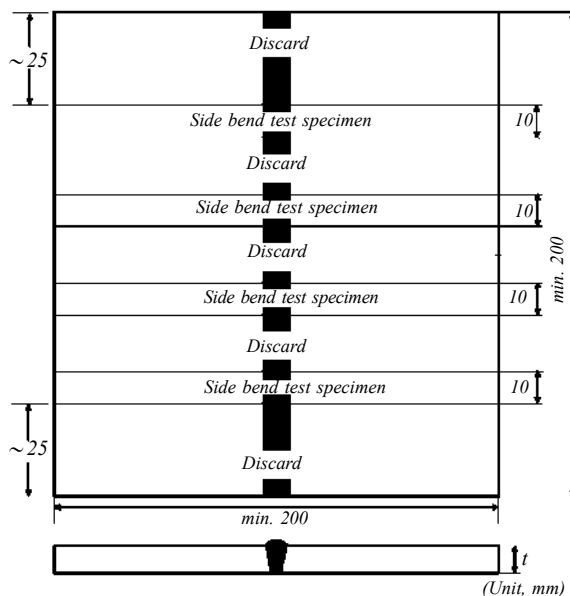 Discard
~25
Side bend test specimen
10
Discard
Side bend test specimen
10
Discard
min. 200
Side bend test specimen
10
Discard
Side bend test specimen
10
~25
Discard
min. 200
t
(Unit, mm)